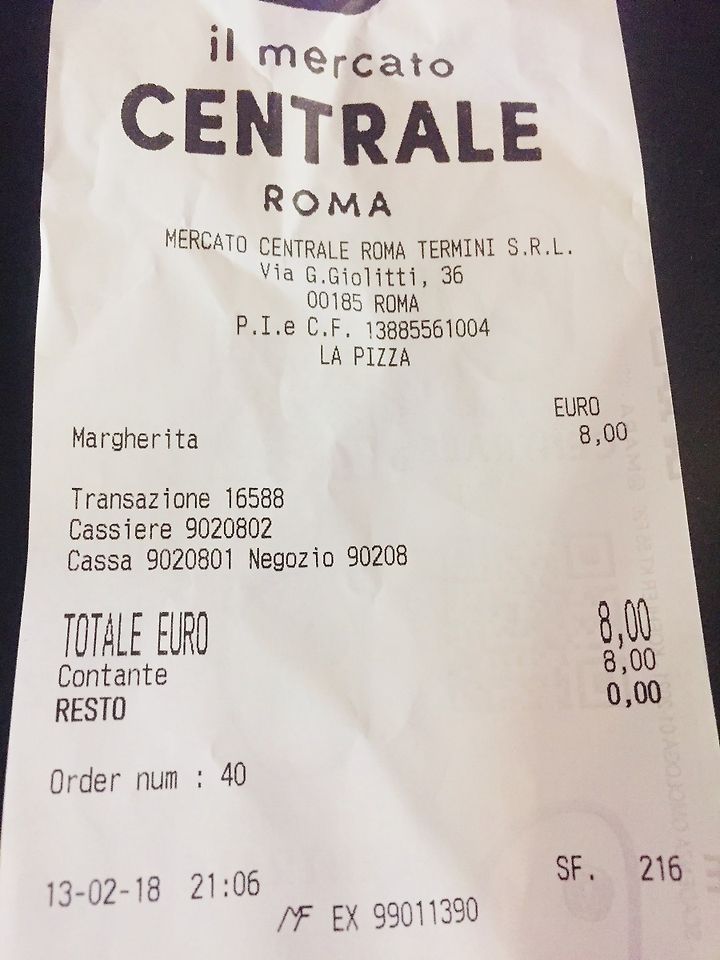 il mercato
CENTRALE
ROMA
MERCATO CENTRALE ROMA TERMINI S.R.L.
Via G.Giolitti, 36
00185 ROMA
P.I.e C.F. 13885561004
LA PIZZA
EURO
Margherita 8,00
Transazione 16588
Cassiere 9020802
Cassa 9020801 Negozio 90208
TOTALE EURO 8,00
Contante 8,00
RESTO 0,00
Order num : 40
13-02-18 21:06 SF. 216
MF EX 99011390